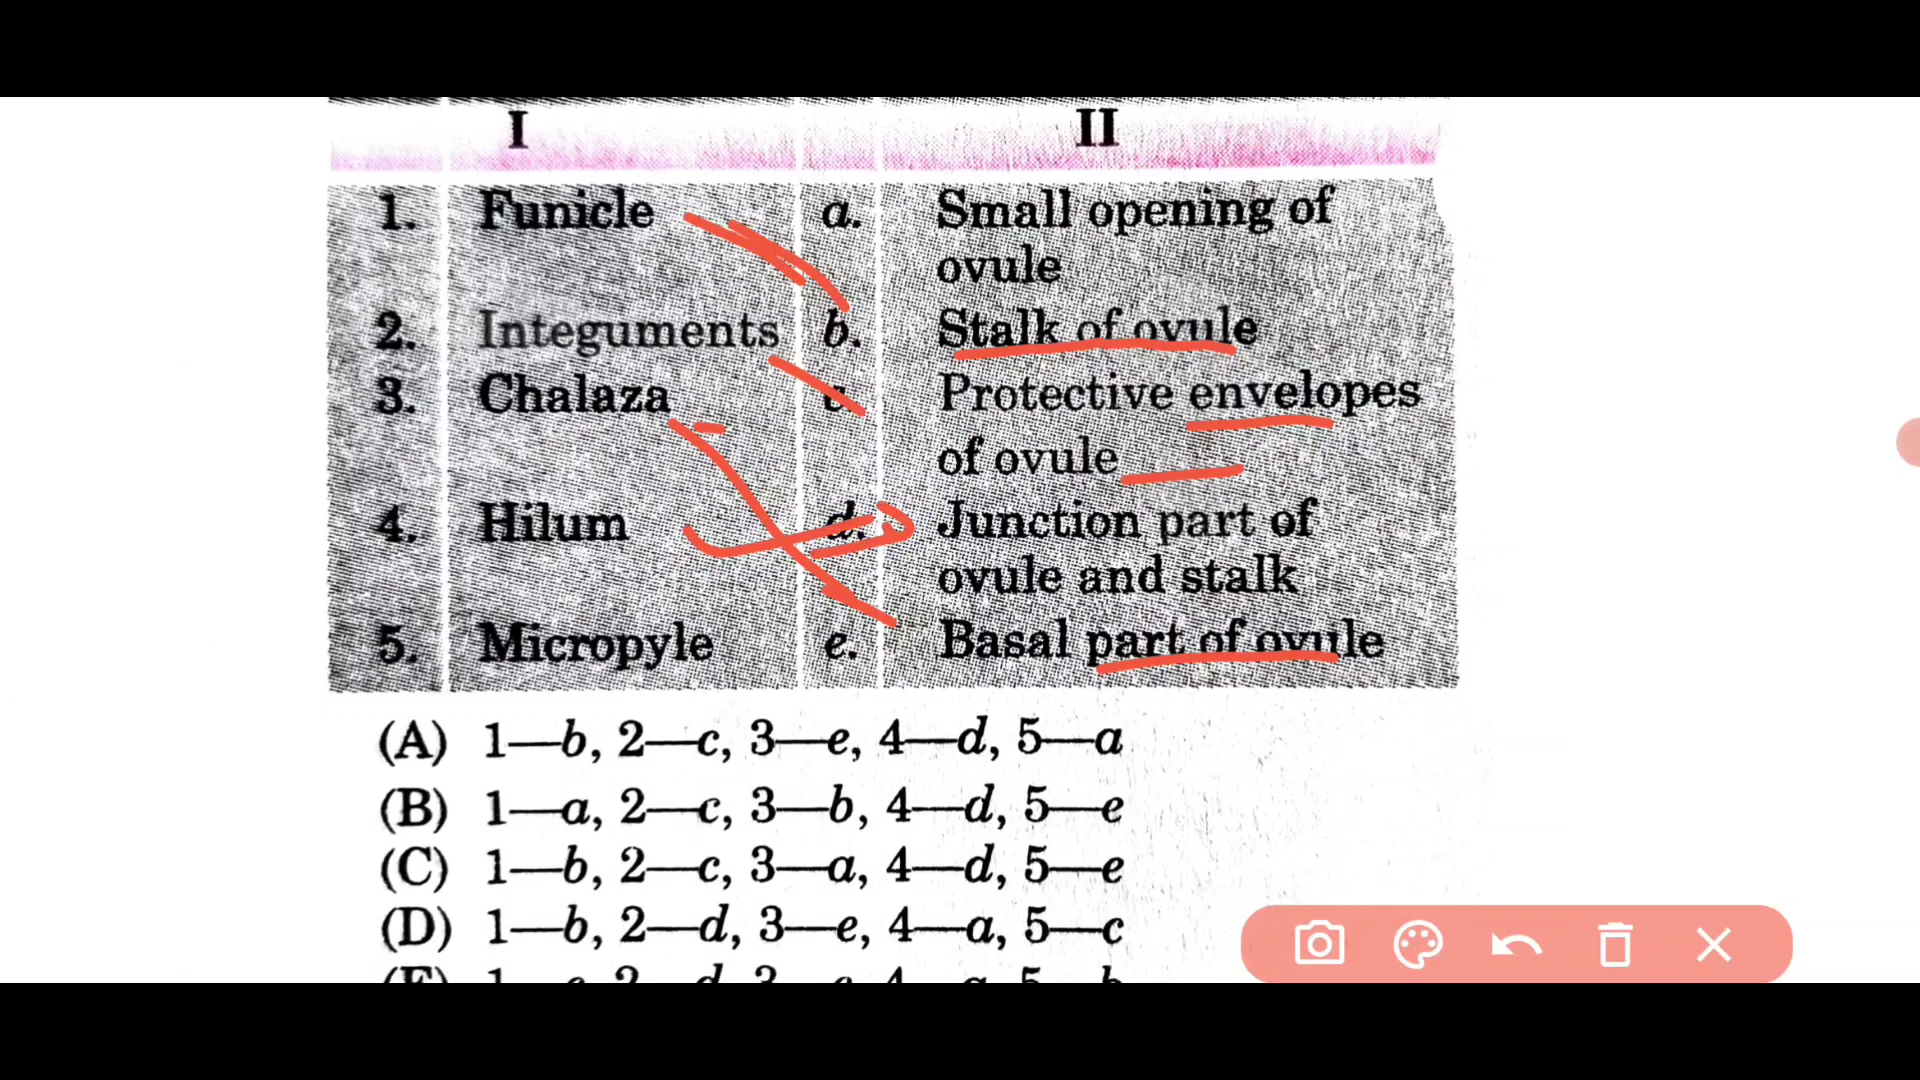 I II
1. Funicle a. Small opening of
ovule
2. Integuments b. Stalk of ovule
3. Chalaza c. Protective envelopes
of ovule
4. Hilum d. Junction part of
ovule and stalk
5. Micropyle e. Basal part of ovule
(A) 1—b, 2—c, 3—e, 4—d, 5—a
(B) 1—a, 2—c, 3—b, 4—d, 5—e
(C) 1—b, 2—c, 3—a, 4—d, 5—e
(D) 1—b, 2—d, 3—e, 4—a, 5—c